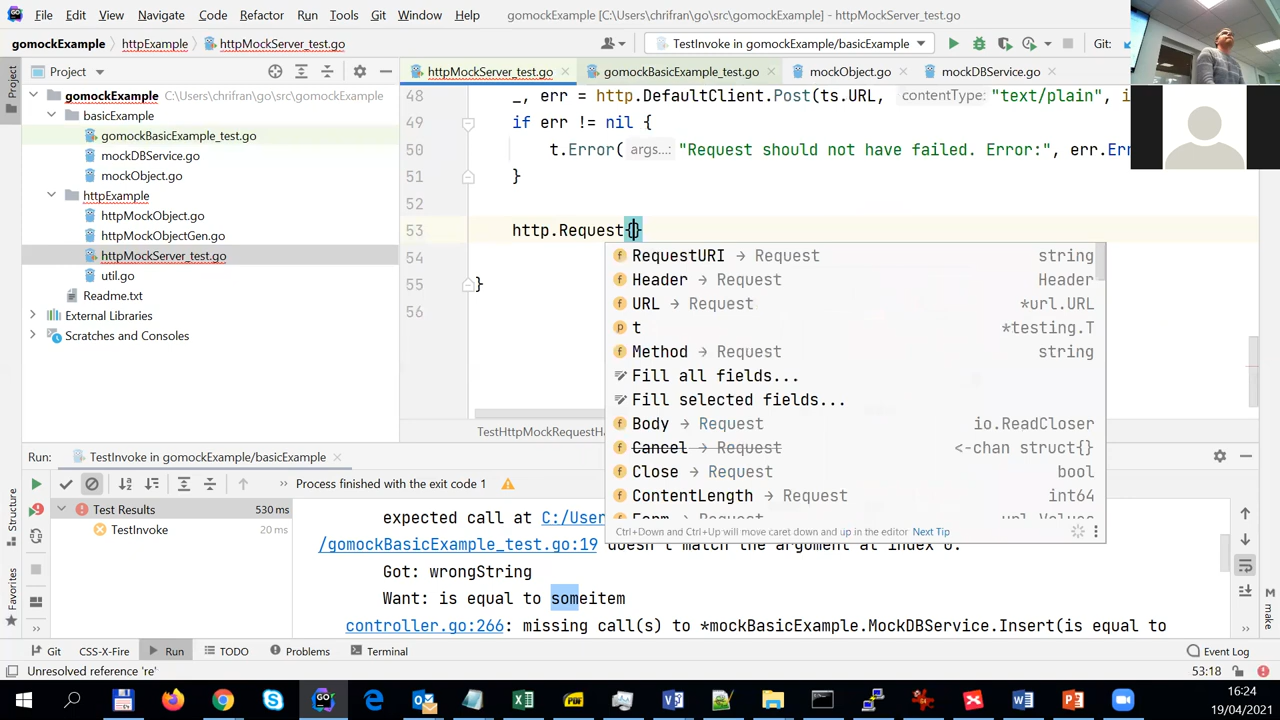 File Edit View Navigate Code Refactor Run Tools Git Window Help gomockExample [C:\Users\chrifran\go\src\gomockExample] - httpMockServer_test.go
gomockExample httpExample httpMockServer_test.go TestInvoke in gomockExample/basicExample Git:
Project httpMockServer_test.go gomockBasicExample_test.go mockObject.go mockDBService.go
Project
gomockExample C:\Users\chrifran\go\src\gomockExample
basicExample
gomockBasicExample_test.go
mockDBService.go
mockObject.go
httpExample
httpMockObject.go
httpMockObjectGen.go
httpMockServer_test.go
util.go
Readme.txt
External Libraries
Scratches and Consoles
48 _, err = http.DefaultClient.Post(ts.URL, contentType: "text/plain", i
49 if err != nil {
50 t.Error( args...: "Request should not have failed. Error:", err.Err
51 }
52
53 http.Request{}
54
55 }
56
RequestURI → Request string
Header → Request Header
URL → Request *url.URL
t *testing.T
Method → Request string
Fill all fields...
Fill selected fields...
Body → Request io.ReadCloser
Cancel → Request <-chan struct{}
Close → Request bool
ContentLength → Request int64
Form → Request url.Values
Ctrl+Down and Ctrl+Up will move caret down and up in the editor Next Tip
Run: TestInvoke in gomockExample/basicExample
Process finished with the exit code 1
Test Results 530 ms
TestInvoke 20 ms
expected call at C:/User
/gomockBasicExample_test.go:19 doesn't match the argument at index 0.
Got: wrongString
Want: is equal to someitem
controller.go:266: missing call(s) to *mockBasicExample.MockDBService.Insert(is equal to
Structure
Favorites
make
Git CSS-X-Fire Run TODO Problems Terminal Event Log
Unresolved reference 're' 53:18
16:24
19/04/2021